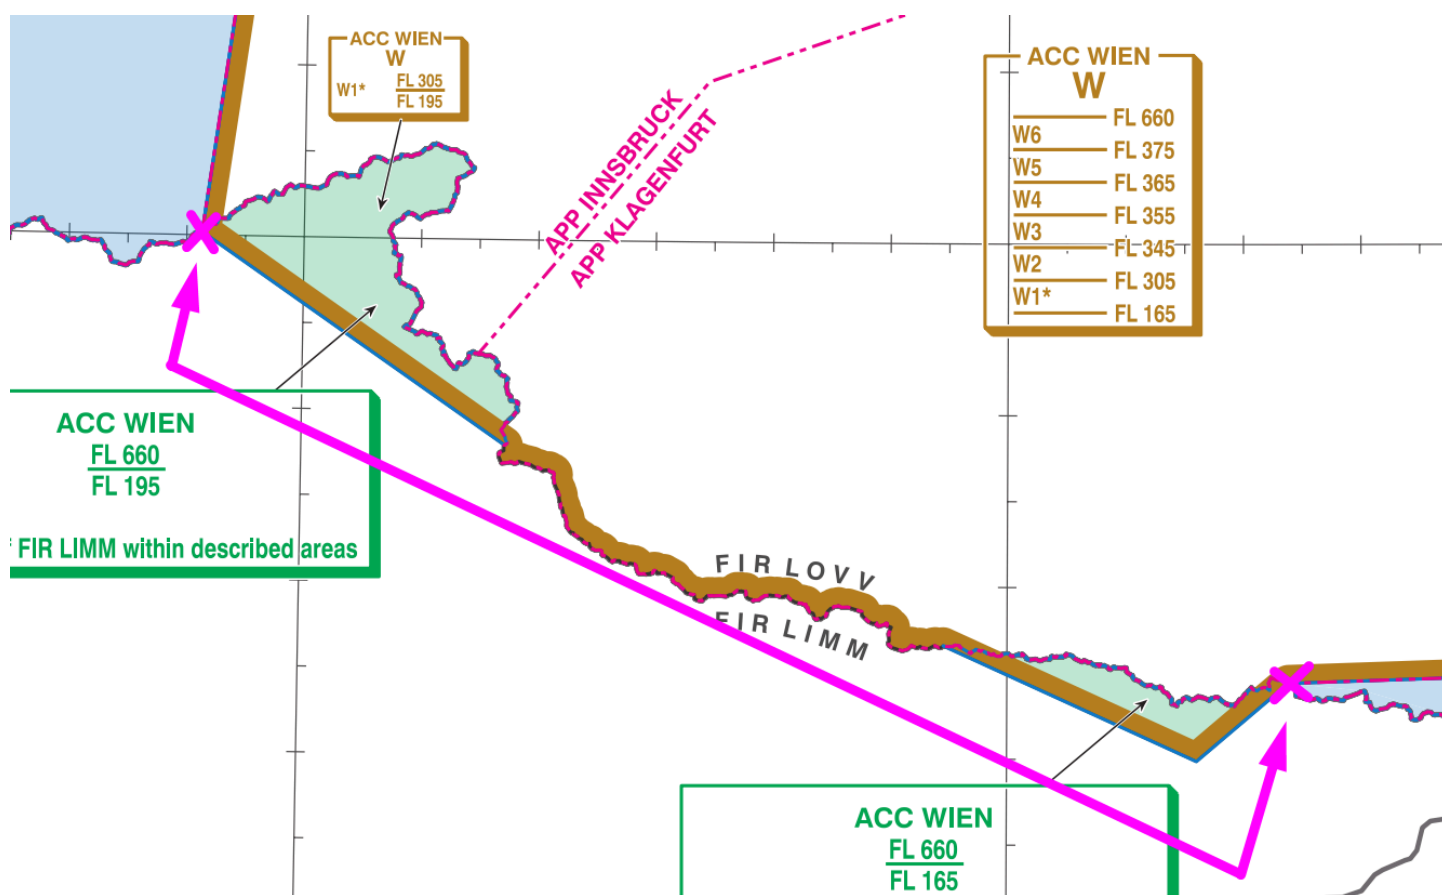 ACC WIEN
W
W1*
FL 305
FL 195
APP INNSBRUCK
APP KLAGENFURT
ACC WIEN
W
FL 660
W6
FL 375
W5
FL 365
W4
FL 355
W3
FL 345
W2
FL 305
W1*
FL 165
ACC WIEN
FL 660
FL 195
FIR LIMM within described areas
FIR LOVV
FIR LIMM
ACC WIEN
FL 660
FL 165